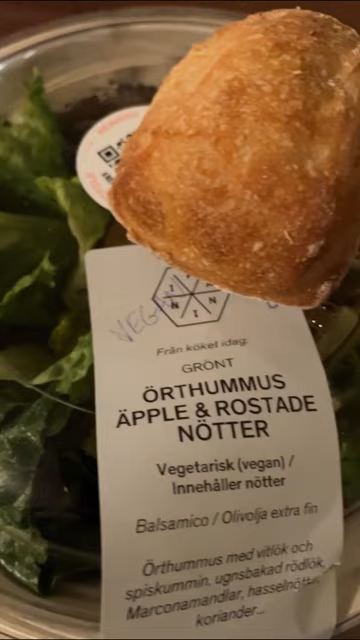 VEG
Från köket idag:
GRÖNT
ÖRTHUMMUS
ÄPPLE & ROSTADE
NÖTTER
Vegetarisk (vegan) /
Innehåller nötter
Balsamico / Olivolja extra fin
Örthummus med vitlök och
spiskummin, ugnsbakad rödlök,
Marconamandlar, hasselnötter,
koriander...